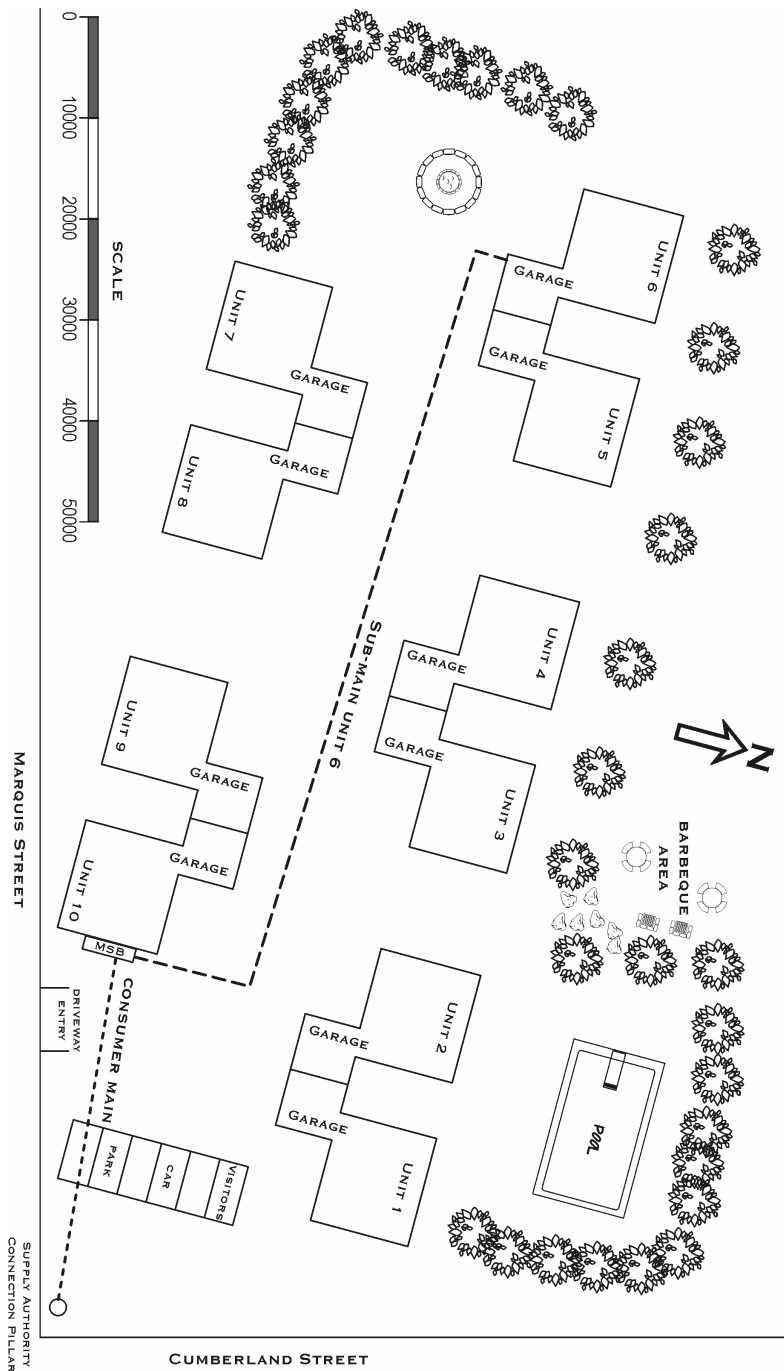 0
10000
20000
30000
40000
50000
SCALE
UNIT 6
GARAGE
GARAGE
UNIT 5
UNIT 7
GARAGE
GARAGE
UNIT 8
SUB-MAIN UNIT 6
UNIT 4
GARAGE
GARAGE
UNIT 3
N
BARBEQUE
AREA
UNIT 9
GARAGE
GARAGE
UNIT 10
MSB
MARQUIS STREET
DRIVEWAY
ENTRY
CONSUMER MAIN
UNIT 2
GARAGE
GARAGE
UNIT 1
POOL
VISITORS
CAR
PARK
SUPPLY AUTHORITY
CONNECTION PILLAR
CUMBERLAND STREET